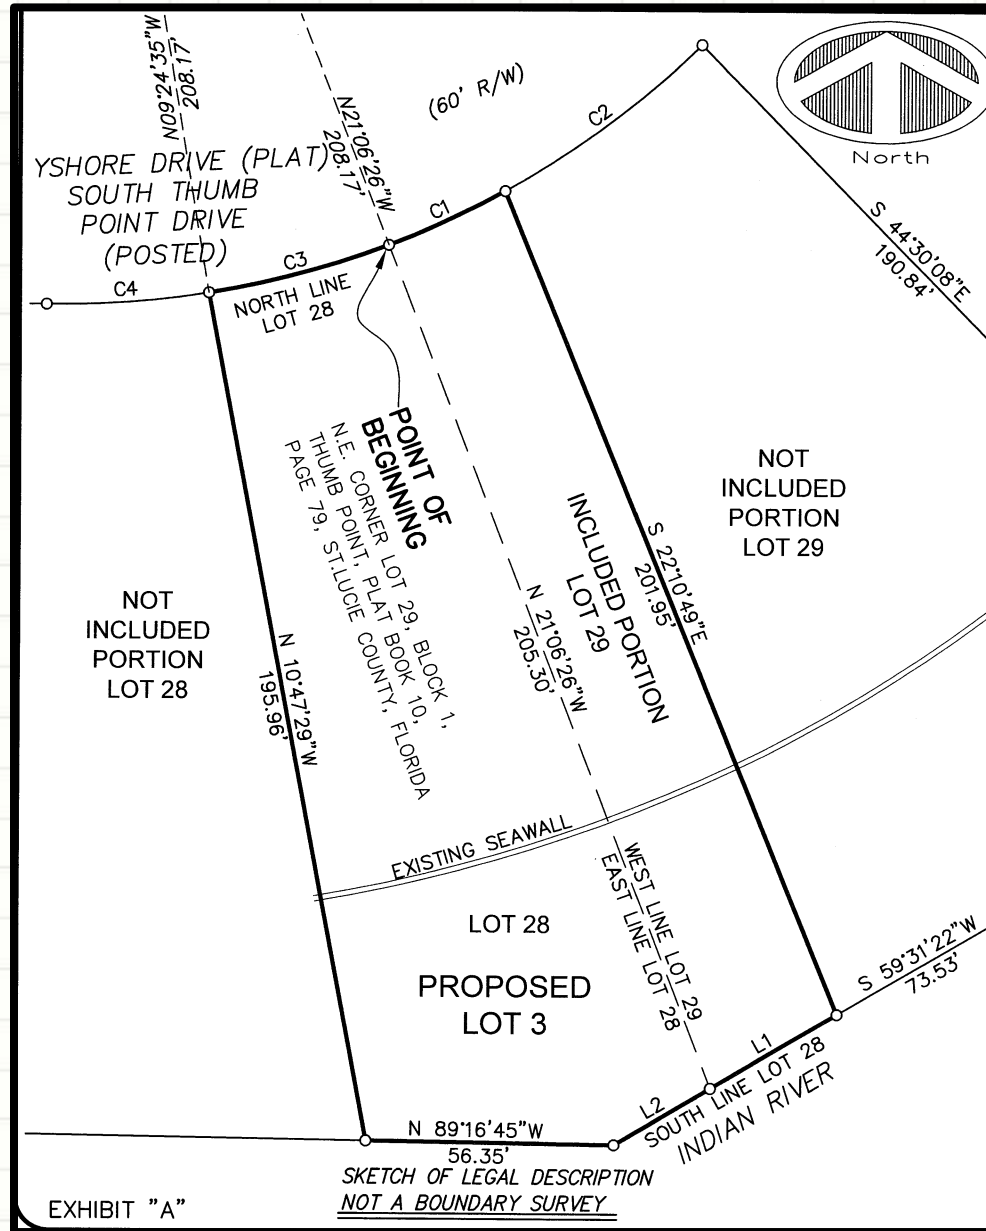 N09°24'35"W
208.17'
N21°06'26"W
208.17'
(60' R/W)
C2
North
YSHORE DRIVE (PLAT)
SOUTH THUMB
POINT DRIVE
(POSTED)
C1
C3
C4
NORTH LINE
LOT 28
S 44°30'08"E
190.84'
POINT OF
BEGINNING
N.E. CORNER LOT 29, BLOCK 1,
THUMB POINT, PLAT BOOK 10,
PAGE 79, ST.LUCIE COUNTY, FLORIDA
NOT
INCLUDED
PORTION
LOT 29
INCLUDED PORTION
LOT 29
S 22°10'49"E
201.95'
N 21°06'26"W
205.30'
NOT
INCLUDED
PORTION
LOT 28
N 10°47'29"W
195.96'
EXISTING SEAWALL
WEST LINE LOT 29
EAST LINE LOT 28
LOT 28
PROPOSED
LOT 3
S 59°31'22"W
73.53'
L1
L2
SOUTH LINE LOT 28
INDIAN RIVER
N 89°16'45"W
56.35'
SKETCH OF LEGAL DESCRIPTION
NOT A BOUNDARY SURVEY
EXHIBIT "A"